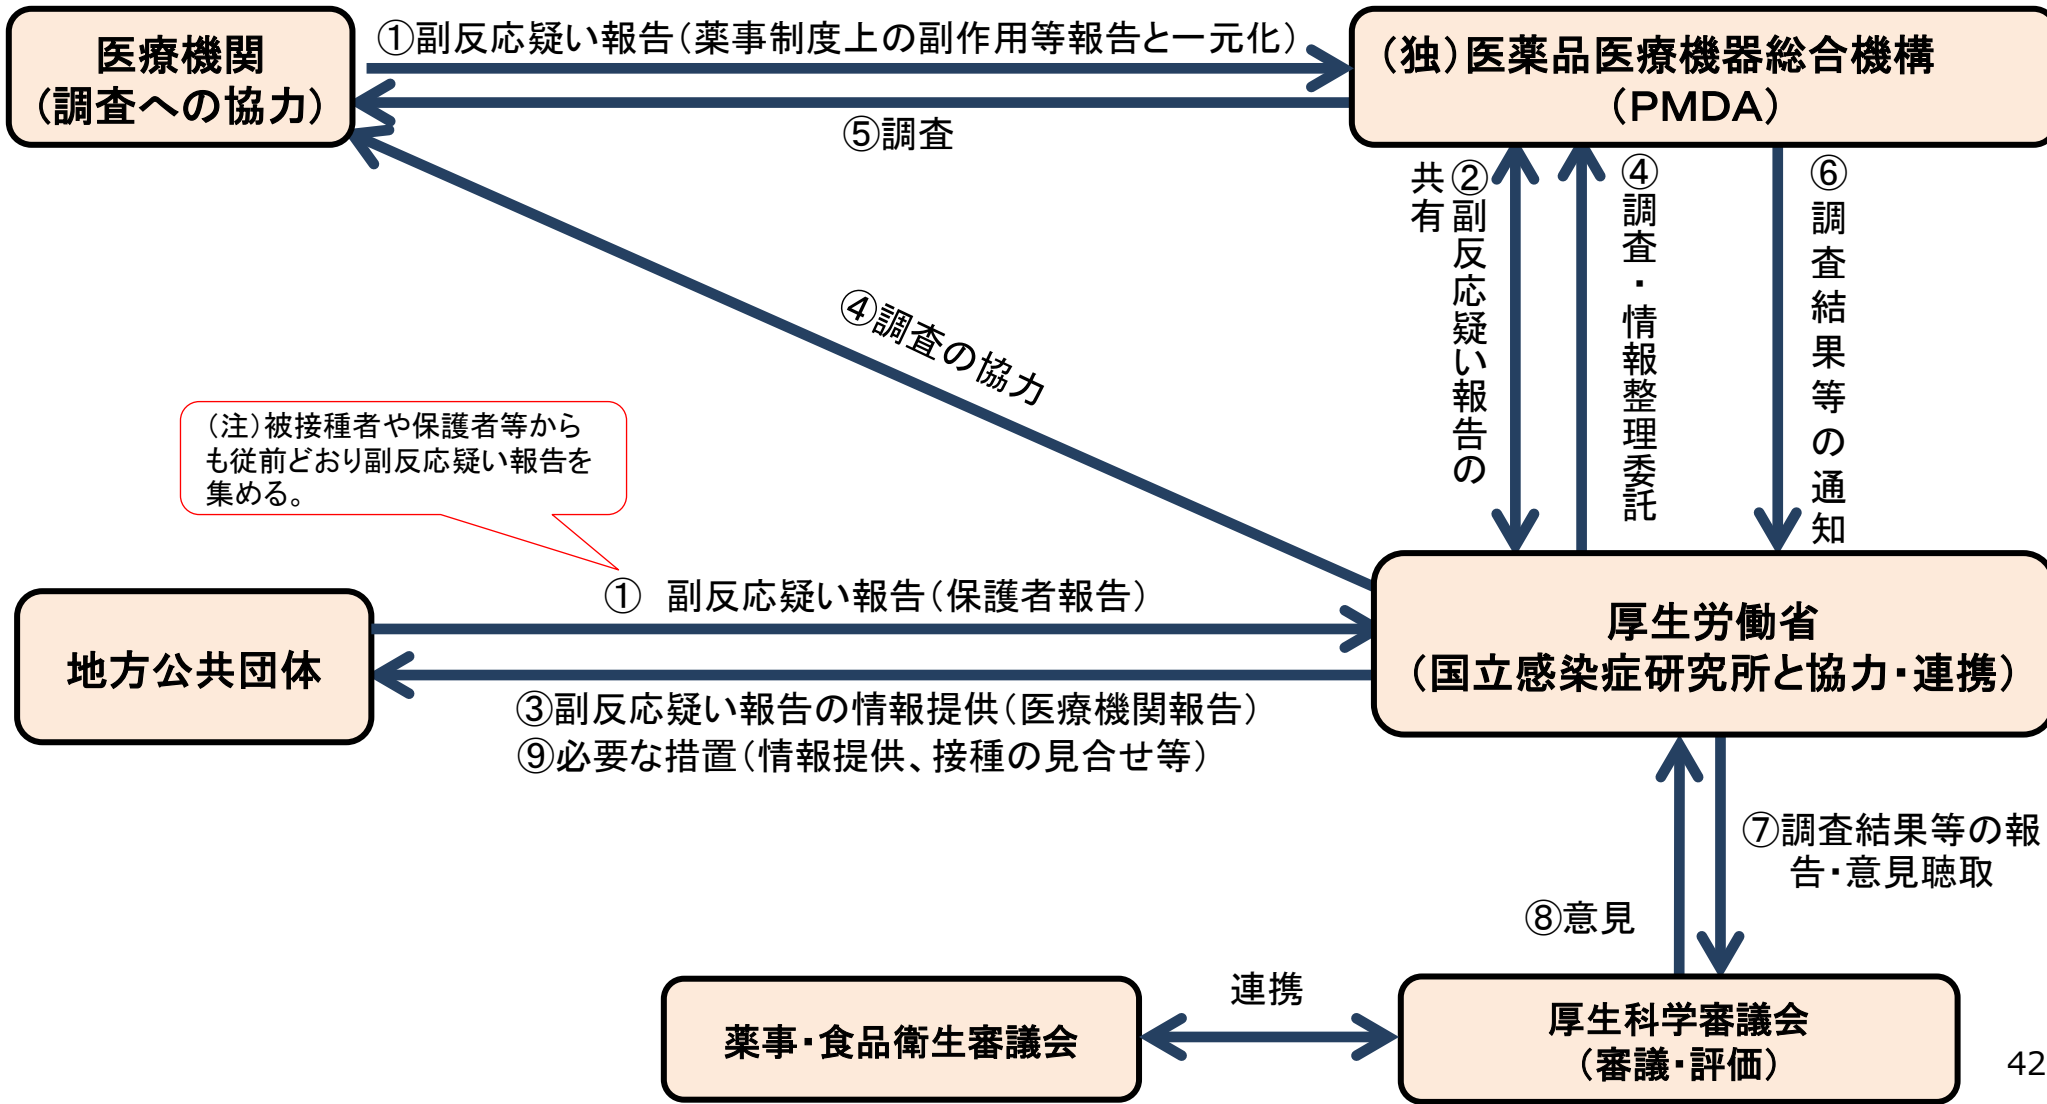 医療機関
(調査への協力)
①副反応疑い報告(薬事制度上の副作用等報告と一元化)
(独)医薬品医療機器総合機構
(PMDA)
⑤調査
②副反応疑い報告の
共有
④調査・情報整理委託
⑥調査結果等の通知
④調査の協力
(注)被接種者や保護者等から
も従前どおり副反応疑い報告を
集める。
① 副反応疑い報告(保護者報告)
地方公共団体
厚生労働省
(国立感染症研究所と協力・連携)
③副反応疑い報告の情報提供(医療機関報告)
⑨必要な措置(情報提供、接種の見合せ等)
⑦調査結果等の報
告・意見聴取
⑧意見
連携
薬事・食品衛生審議会
厚生科学審議会
(審議・評価)
42